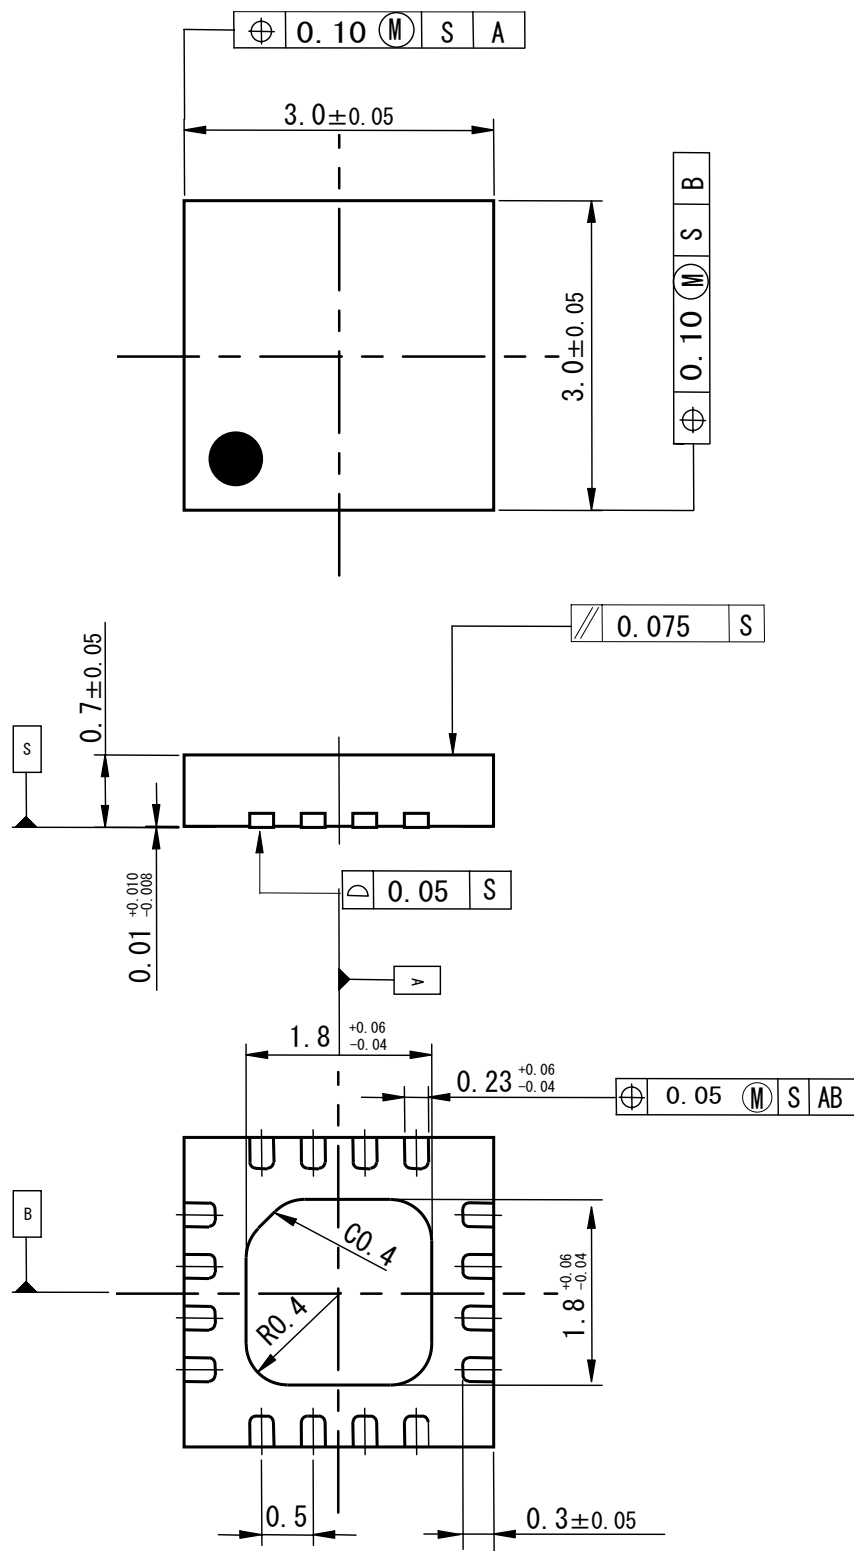 ⌖ 0.10 Ⓜ S A
3.0±0.05
3.0±0.05
⌖ 0.10 Ⓜ S B
// 0.075 S
0.7±0.05
S
0.01 +0.010 -0.008
⌓ 0.05 S
A
1.8 +0.06 -0.04
0.23 +0.06 -0.04
⌖ 0.05 Ⓜ S AB
B
C0.4
R0.4
1.8 +0.06 -0.04
0.5
0.3±0.05